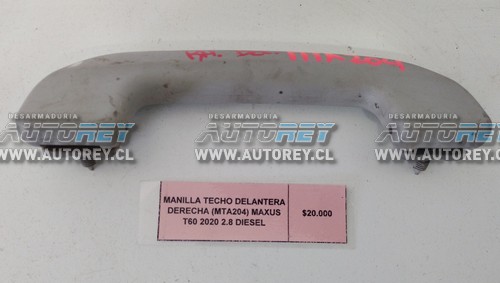 DESARMADURIA DESARMADURIA DESARMADURIA
AUTOREY AUTOREY AUTOREY
WWW.AUTOREY.CL WWW.AUTOREY.CL WWW.AUTOREY.CL
MANILLA TECHO DELANTERA
DERECHA (MTA204) MAXUS
T60 2020 2.8 DIESEL
$20.000